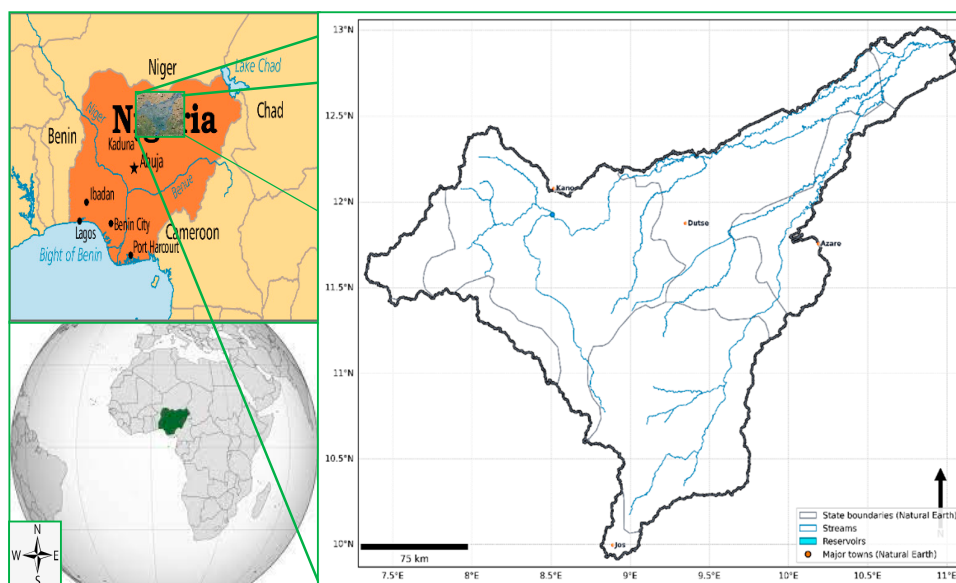 Niger
Lake Chad
Niger
Nigeria
Chad
Benin
Kaduna
Abuja
Benue
Ibadan
Benin City
Lagos
Cameroon
Port Harcourt
Bight of Benin
N
W E
S
13°N
12.5°N
12°N
11.5°N
11°N
10.5°N
10°N
Kano
Dutse
Azare
Jos
N
State boundaries (Natural Earth)
Streams
Reservoirs
Major towns (Natural Earth)
75 km
7.5°E 8°E 8.5°E 9°E 9.5°E 10°E 10.5°E 11°E